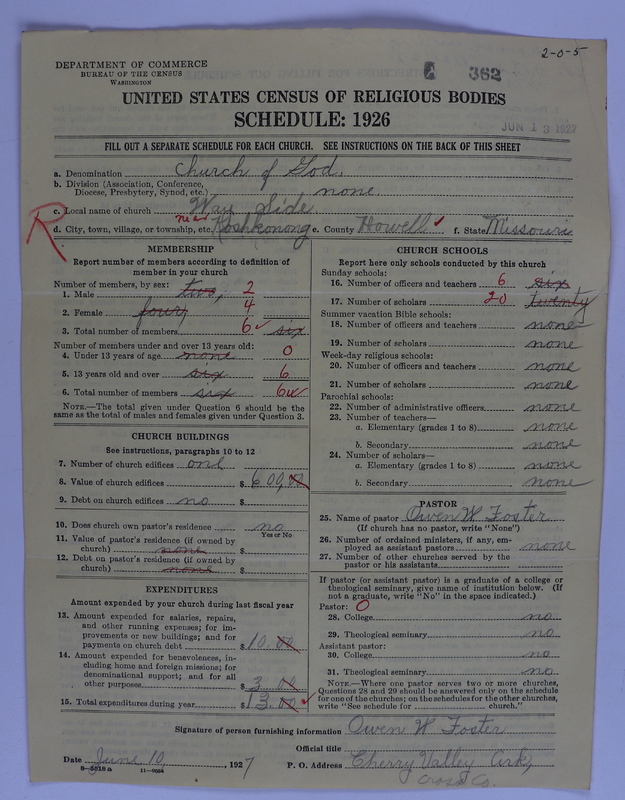 2-0-5
DEPARTMENT OF COMMERCE
BUREAU OF THE CENSUS
WASHINGTON
A 362
UNITED STATES CENSUS OF RELIGIOUS BODIES
SCHEDULE: 1926
JUN 13 1927
FILL OUT A SEPARATE SCHEDULE FOR EACH CHURCH. SEE INSTRUCTIONS ON THE BACK OF THIS SHEET
a. Denomination Church of God.
b. Division (Association, Conference, Diocese, Presbytery, Synod, etc.) none
c. Local name of church Way Side
R
d. City, town, village, or township, etc. near Koshkonong e. County Howell ✓ f. State Missouri
MEMBERSHIP
Report number of members according to definition of member in your church
Number of members, by sex:
1. Male two, 2
2. Female four 4
3. Total number of members 6 ✓ six
Number of members under and over 13 years old:
4. Under 13 years of age none 0
5. 13 years old and over six 6
6. Total number of members six 6 ✓
NOTE.—The total given under Question 6 should be the same as the total of males and females given under Question 3.
CHURCH BUILDINGS
See instructions, paragraphs 10 to 12
7. Number of church edifices one
8. Value of church edifices $ 600,00
9. Debt on church edifices no $
10. Does church own pastor's residence no
Yes or No
11. Value of pastor's residence (if owned by church) none $
12. Debt on pastor's residence (if owned by church) none $
EXPENDITURES
Amount expended by your church during last fiscal year
13. Amount expended for salaries, repairs, and other running expenses; for improvements or new buildings; and for payments on church debt $ 10.00
14. Amount expended for benevolences, including home and foreign missions; for denominational support; and for all other purposes $ 3.00
15. Total expenditures during year $ 13.00 ✓
CHURCH SCHOOLS
Report here only schools conducted by this church
Sunday schools:
16. Number of officers and teachers 6 six
17. Number of scholars 20 twenty
Summer vacation Bible schools:
18. Number of officers and teachers none
19. Number of scholars none
Week-day religious schools:
20. Number of officers and teachers none
21. Number of scholars none
Parochial schools:
22. Number of administrative officers none
23. Number of teachers—
a. Elementary (grades 1 to 8) none
b. Secondary none
24. Number of scholars—
a. Elementary (grades 1 to 8) none
b. Secondary none
PASTOR
25. Name of pastor Owen W Foster
(If church has no pastor, write "None")
26. Number of ordained ministers, if any, employed as assistant pastors none
27. Number of other churches served by the pastor or his assistants
If pastor (or assistant pastor) is a graduate of a college or theological seminary, give name of institution below. (If not a graduate, write "No" in the space indicated.)
Pastor: 0
28. College no
29. Theological seminary no
Assistant pastor:
30. College no
31. Theological seminary no
NOTE.—Where one pastor serves two or more churches, Questions 28 and 29 should be answered only on the schedule for one of the churches; on the schedules for the other churches, write "See schedule for church."
Signature of person furnishing information Owen W Foster
Official title
Date June 10, 1927
P. O. Address Cherry Valley Ark,
Cross Co.
8—5818a 11—9064